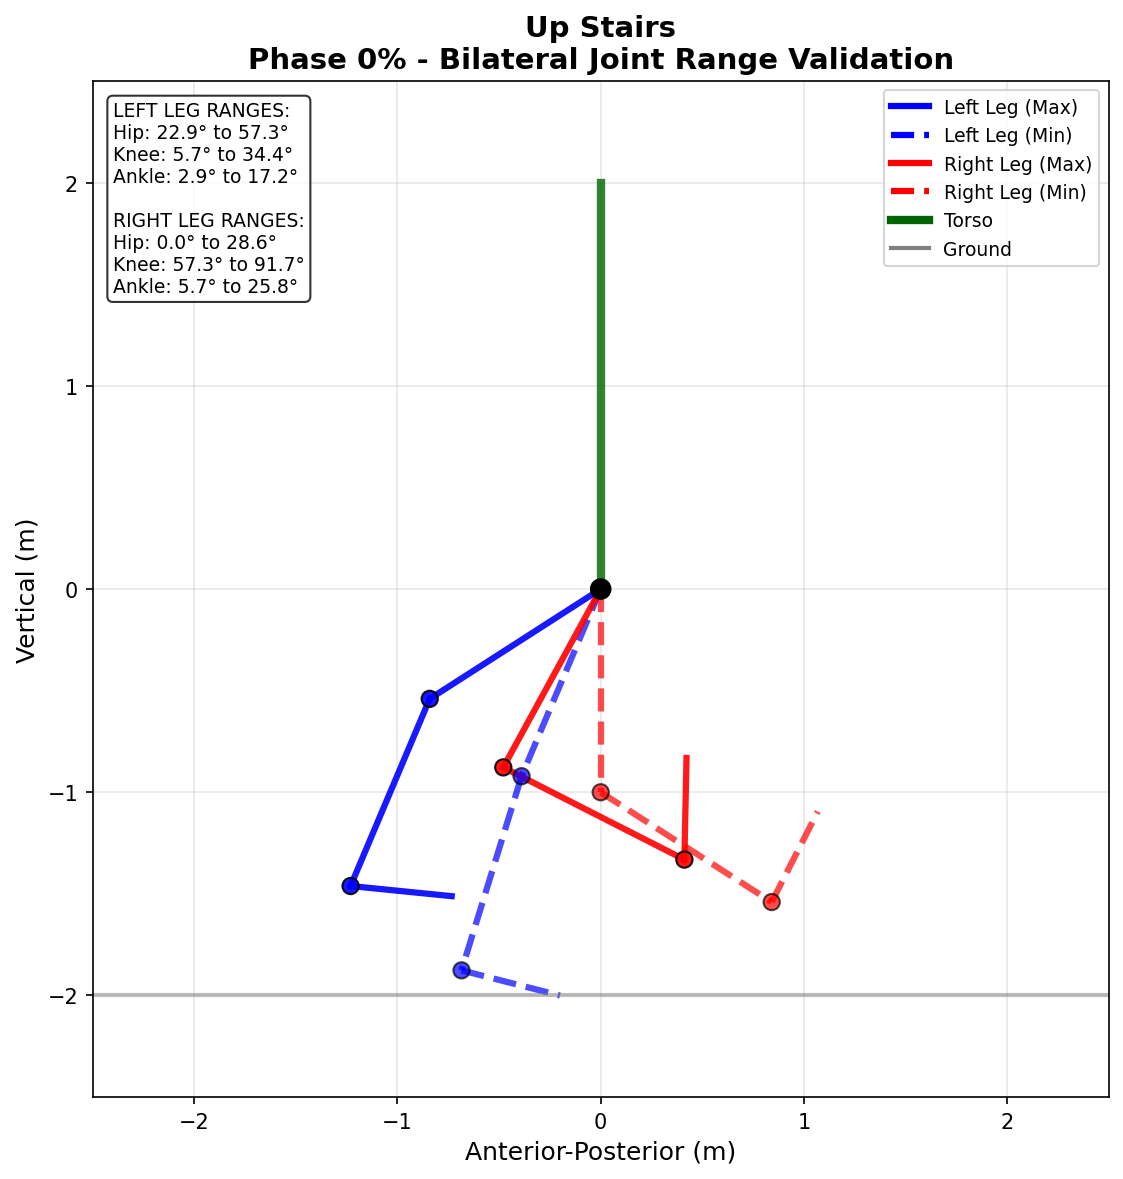 Up Stairs
Phase 0% - Bilateral Joint Range Validation
LEFT LEG RANGES:
Hip: 22.9° to 57.3°
Knee: 5.7° to 34.4°
Ankle: 2.9° to 17.2°
RIGHT LEG RANGES:
Hip: 0.0° to 28.6°
Knee: 57.3° to 91.7°
Ankle: 5.7° to 25.8°
Left Leg (Max)
Left Leg (Min)
Right Leg (Max)
Right Leg (Min)
Torso
Ground
2
1
0
−1
−2
Vertical (m)
−2
−1
0
1
2
Anterior-Posterior (m)